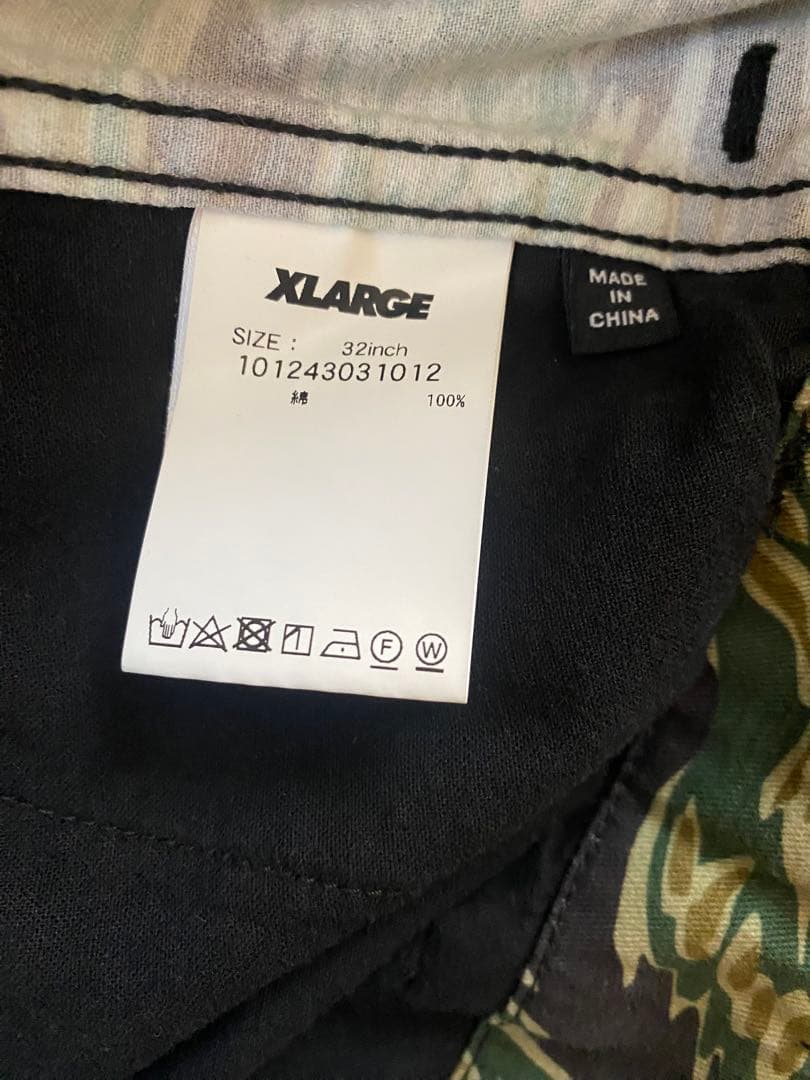 XLARGE
SIZE : 32inch
101243031012
綿 100%
F W
MADE
IN
CHINA